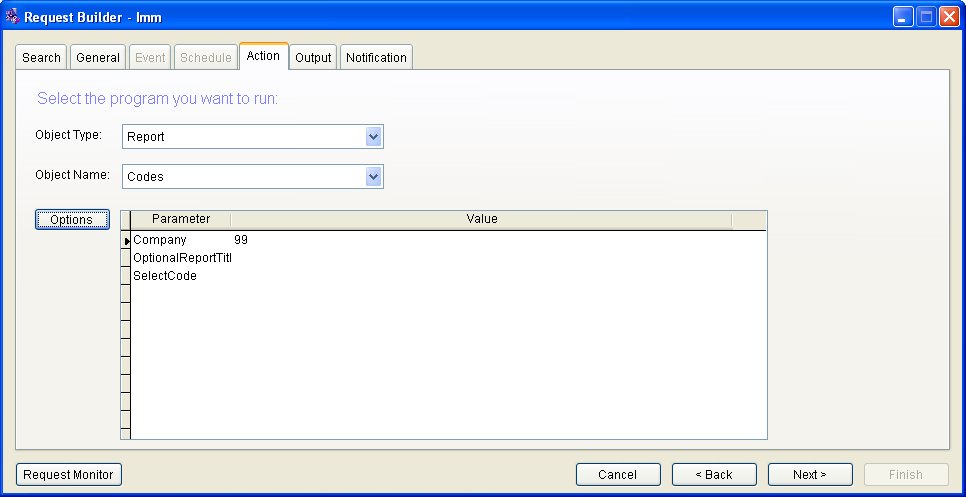 Request Builder - Imm
Search General Event Schedule Action Output Notification
Select the program you want to run:
Object Type: Report
Object Name: Codes
Options
Parameter Value
Company 99
OptionalReportTitl
SelectCode
Request Monitor Cancel < Back Next > Finish